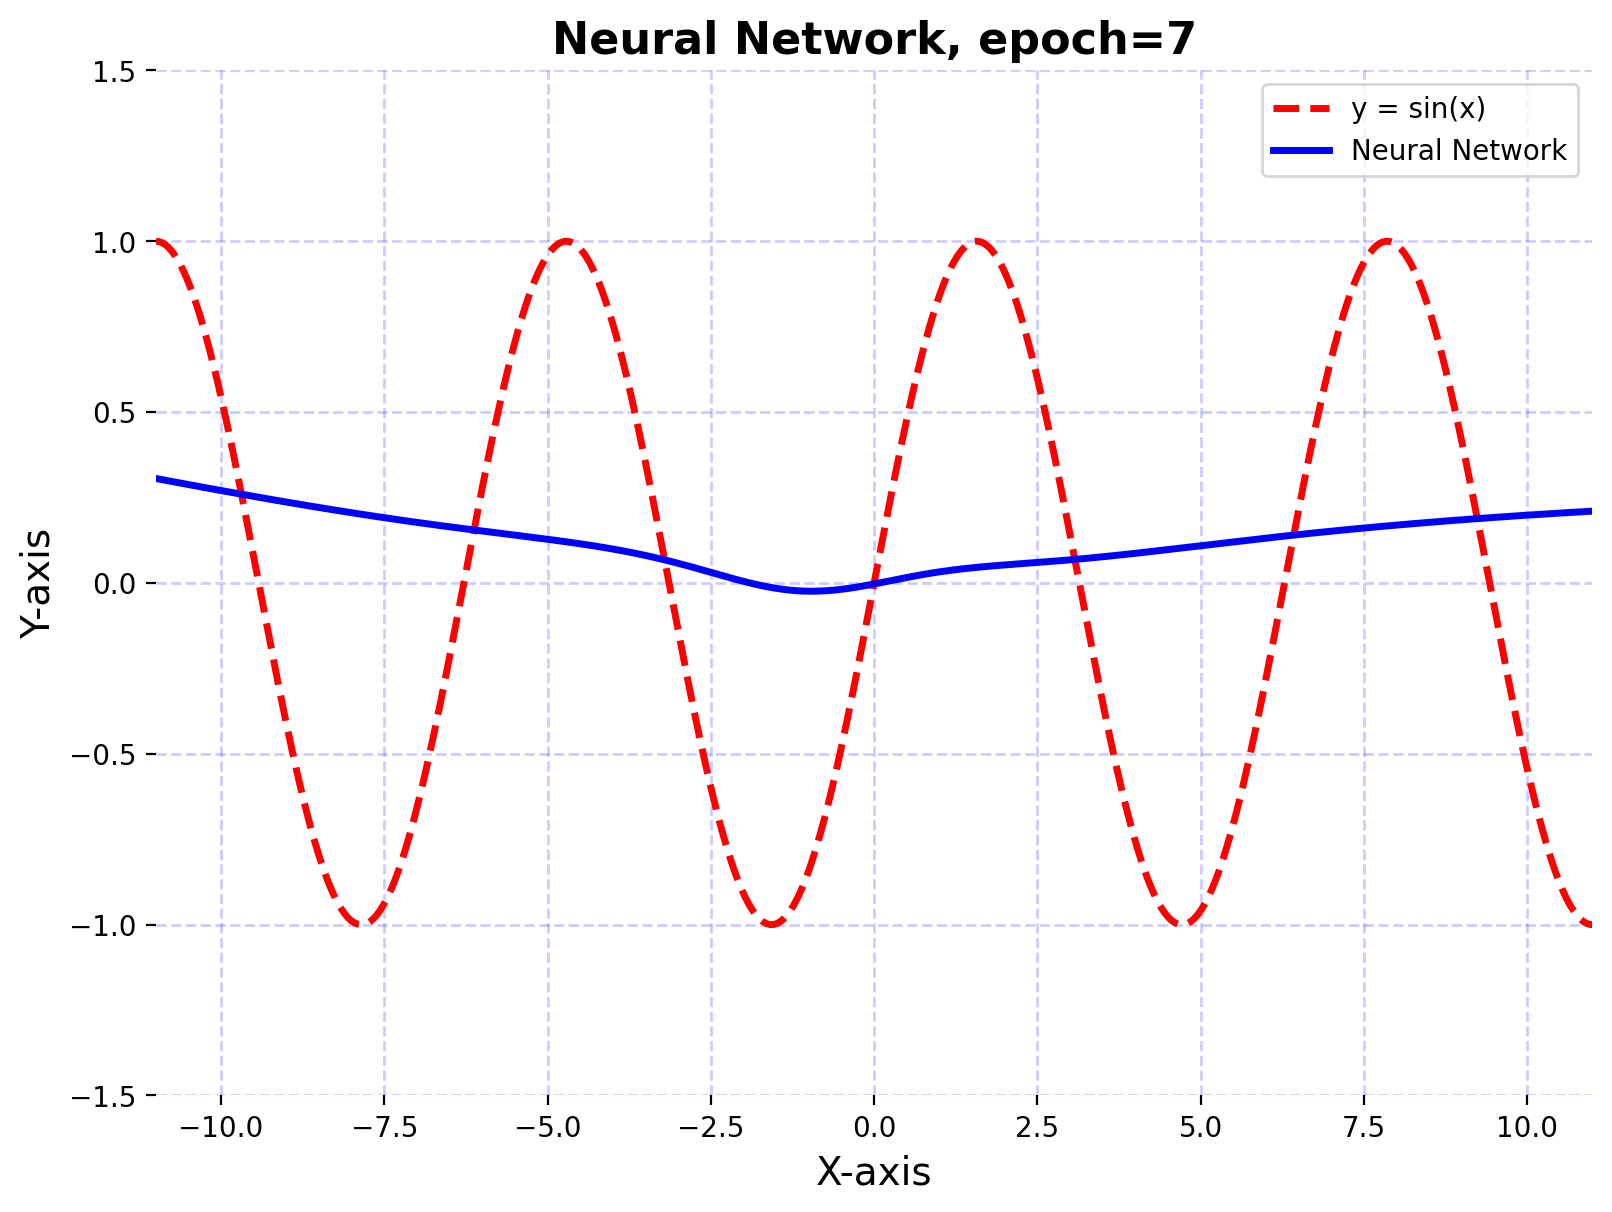 Neural Network, epoch=7
y = sin(x)
Neural Network
1.5
1.0
0.5
0.0
−0.5
−1.0
−1.5
Y-axis
−10.0 −7.5 −5.0 −2.5 0.0 2.5 5.0 7.5 10.0
X-axis